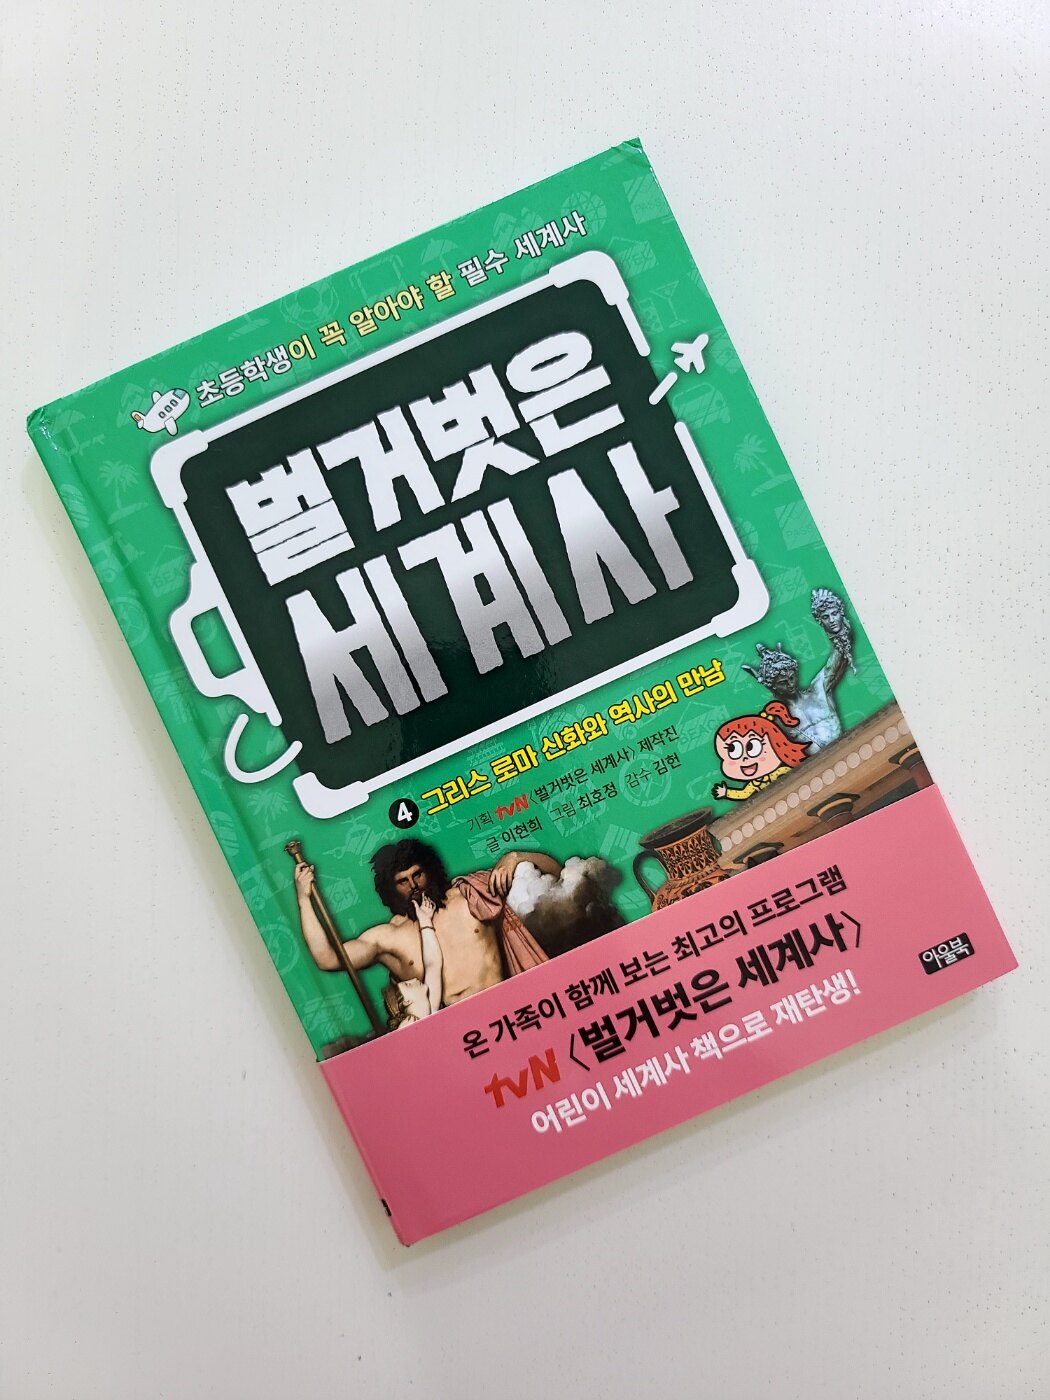 초등학생이 꼭 알아야 할 필수 세계사
벌거벗은
세계사
4 그리스 로마 신화와 역사의 만남
기획 tvN〈벌거벗은 세계사〉 제작진
글 이현희 그림 최호정 감수 김헌
온 가족이 함께 보는 최고의 프로그램
tvN〈벌거벗은 세계사〉
어린이 세계사 책으로 재탄생!
아울북